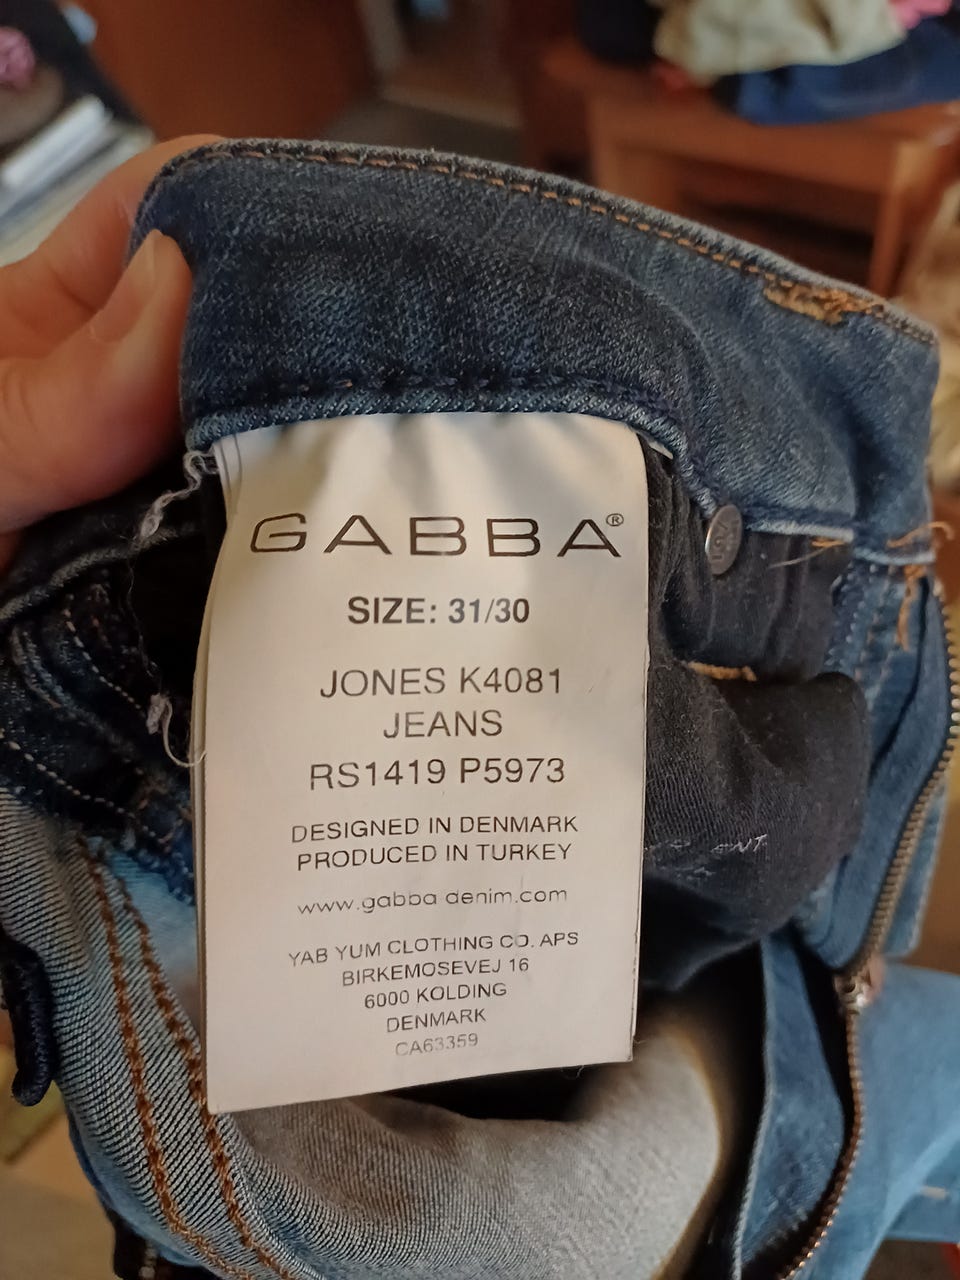 GABBA®
SIZE: 31/30
JONES K4081
JEANS
RS1419 P5973
DESIGNED IN DENMARK
PRODUCED IN TURKEY
www.gabba denim.com
YAB YUM CLOTHING CO. APS
BIRKEMOSEVEJ 16
6000 KOLDING
DENMARK
CA63359